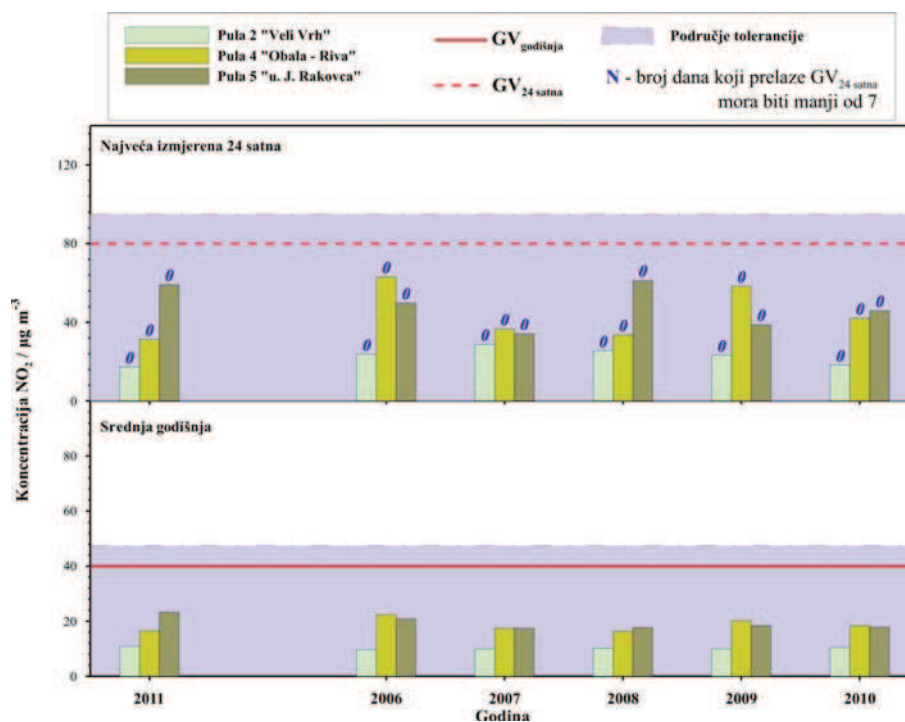 Pula 2 "Veli Vrh"
Pula 4 "Obala - Riva"
Pula 5 "u. J. Rakovca"
GVgodišnja
GV24 satna
Područje tolerancije
N - broj dana koji prelaze GV24 satna
mora biti manji od 7
Najveća izmjerena 24 satna
120
80
40
0
0 0 0 0 0 0 0 0 0 0 0 0 0 0 0 0 0 0
Koncentracija NO2 / µg m-3
Srednja godišnja
80
60
40
20
0
2011 2006 2007 2008 2009 2010
Godina